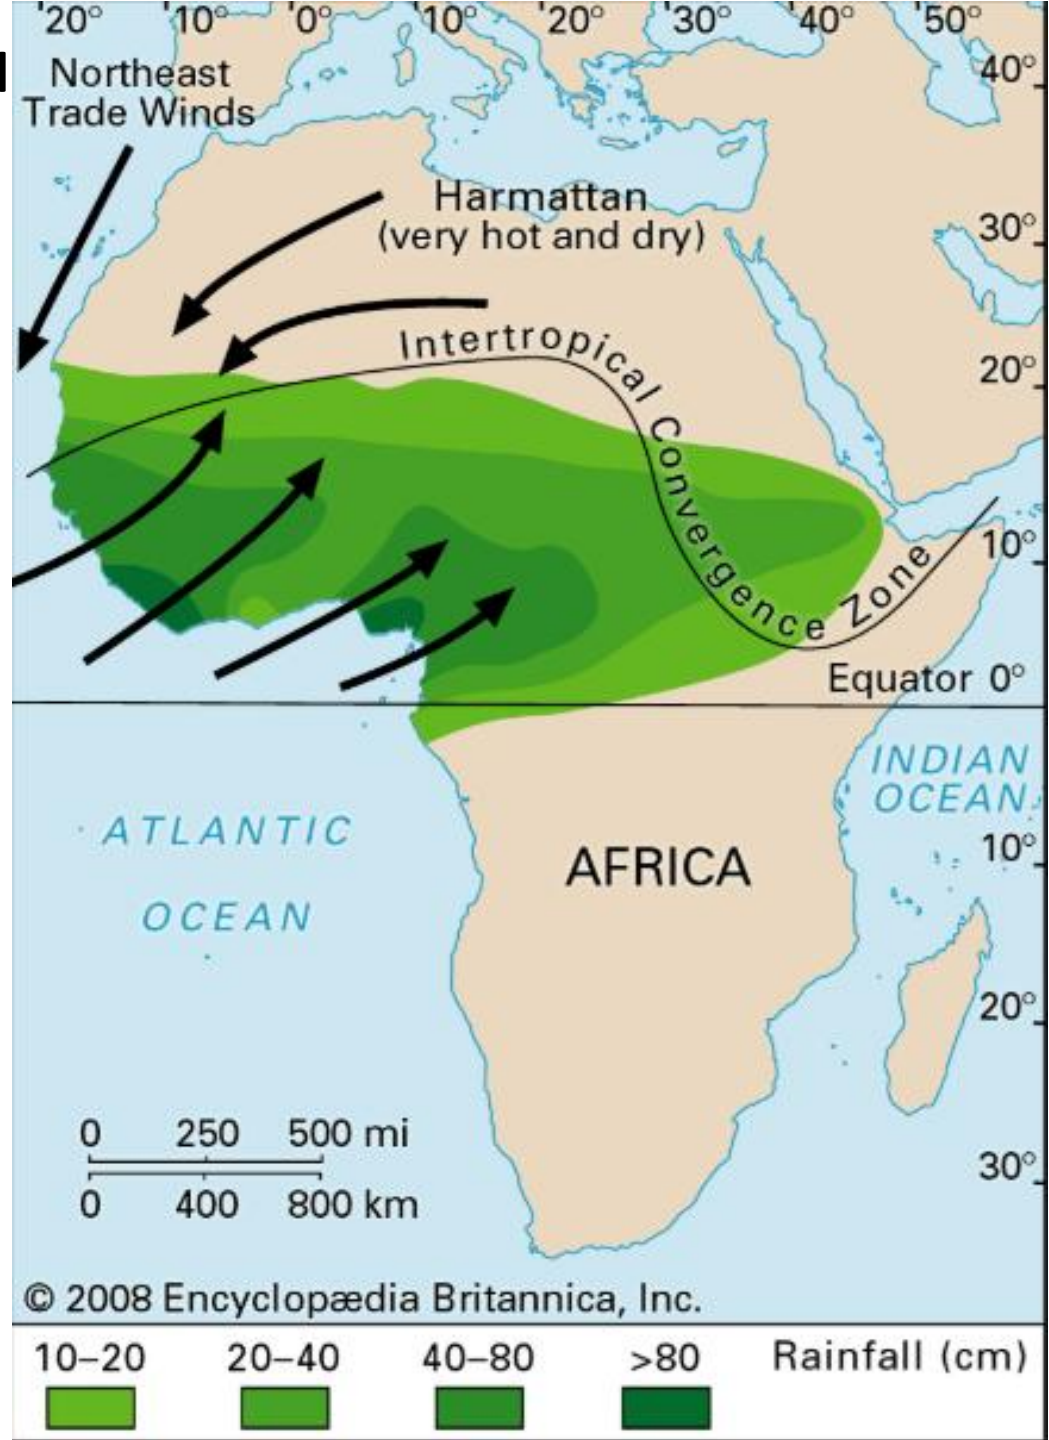 20° 10° 0° 10° 20° 30° 40° 50°
40°
Northeast
Trade Winds
Harmattan
(very hot and dry)
30°
Intertropical Convergence Zone
20°
10°
Equator 0°
INDIAN
OCEAN
ATLANTIC
OCEAN
AFRICA
10°
20°
30°
0 250 500 mi
0 400 800 km
© 2008 Encyclopædia Britannica, Inc.
10–20 20–40 40–80 >80 Rainfall (cm)